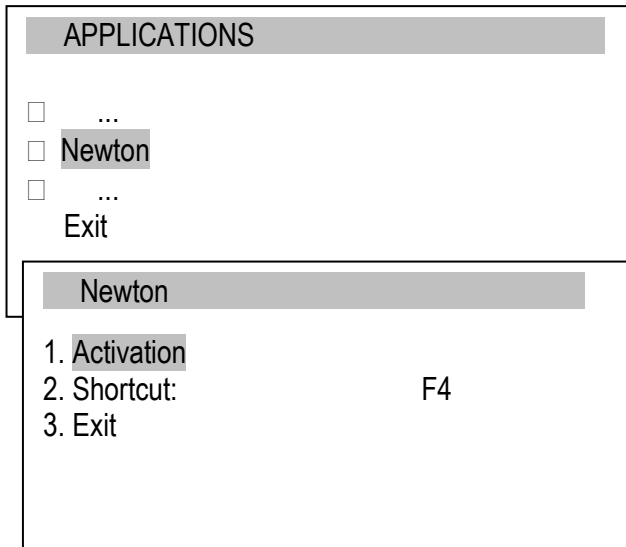 APPLICATIONS
□ ...
□ Newton
□ ...
Exit
Newton
1. Activation
2. Shortcut: F4
3. Exit